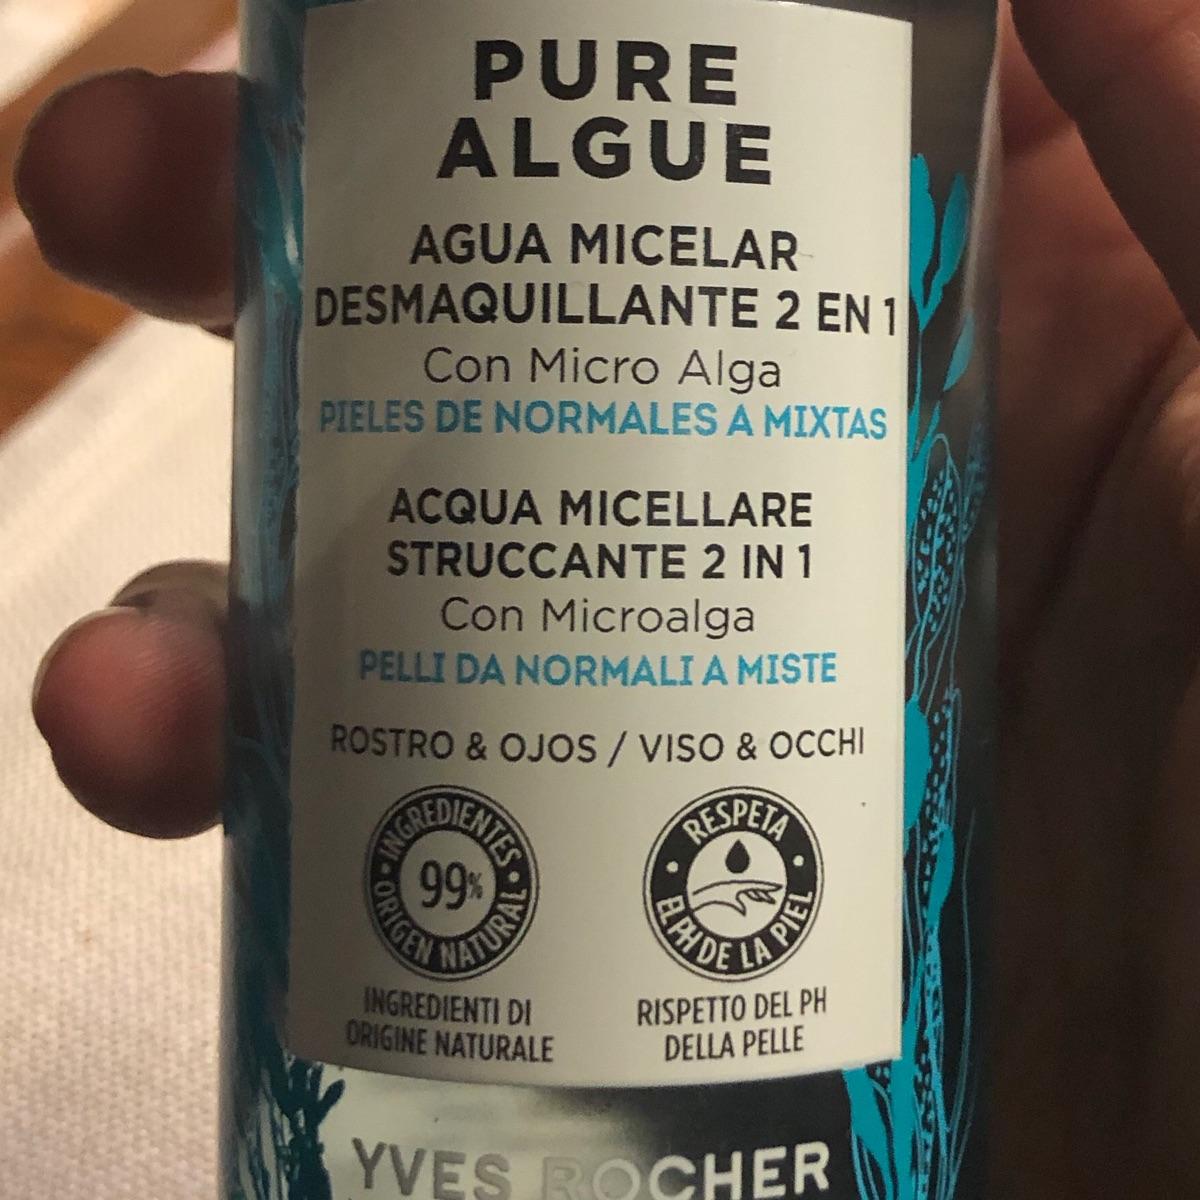 PURE
ALGUE
AGUA MICELAR
DESMAQUILLANTE 2 EN 1
Con Micro Alga
PIELES DE NORMALES A MIXTAS
ACQUA MICELLARE
STRUCCANTE 2 IN 1
Con Microalga
PELLI DA NORMALI A MISTE
ROSTRO & OJOS / VISO & OCCHI
INGREDIENTES
99%
ORIGEN NATURAL
RESPETA
EL PH DE LA PIEL
INGREDIENTI DI
ORIGINE NATURALE
RISPETTO DEL PH
DELLA PELLE
YVES ROCHER